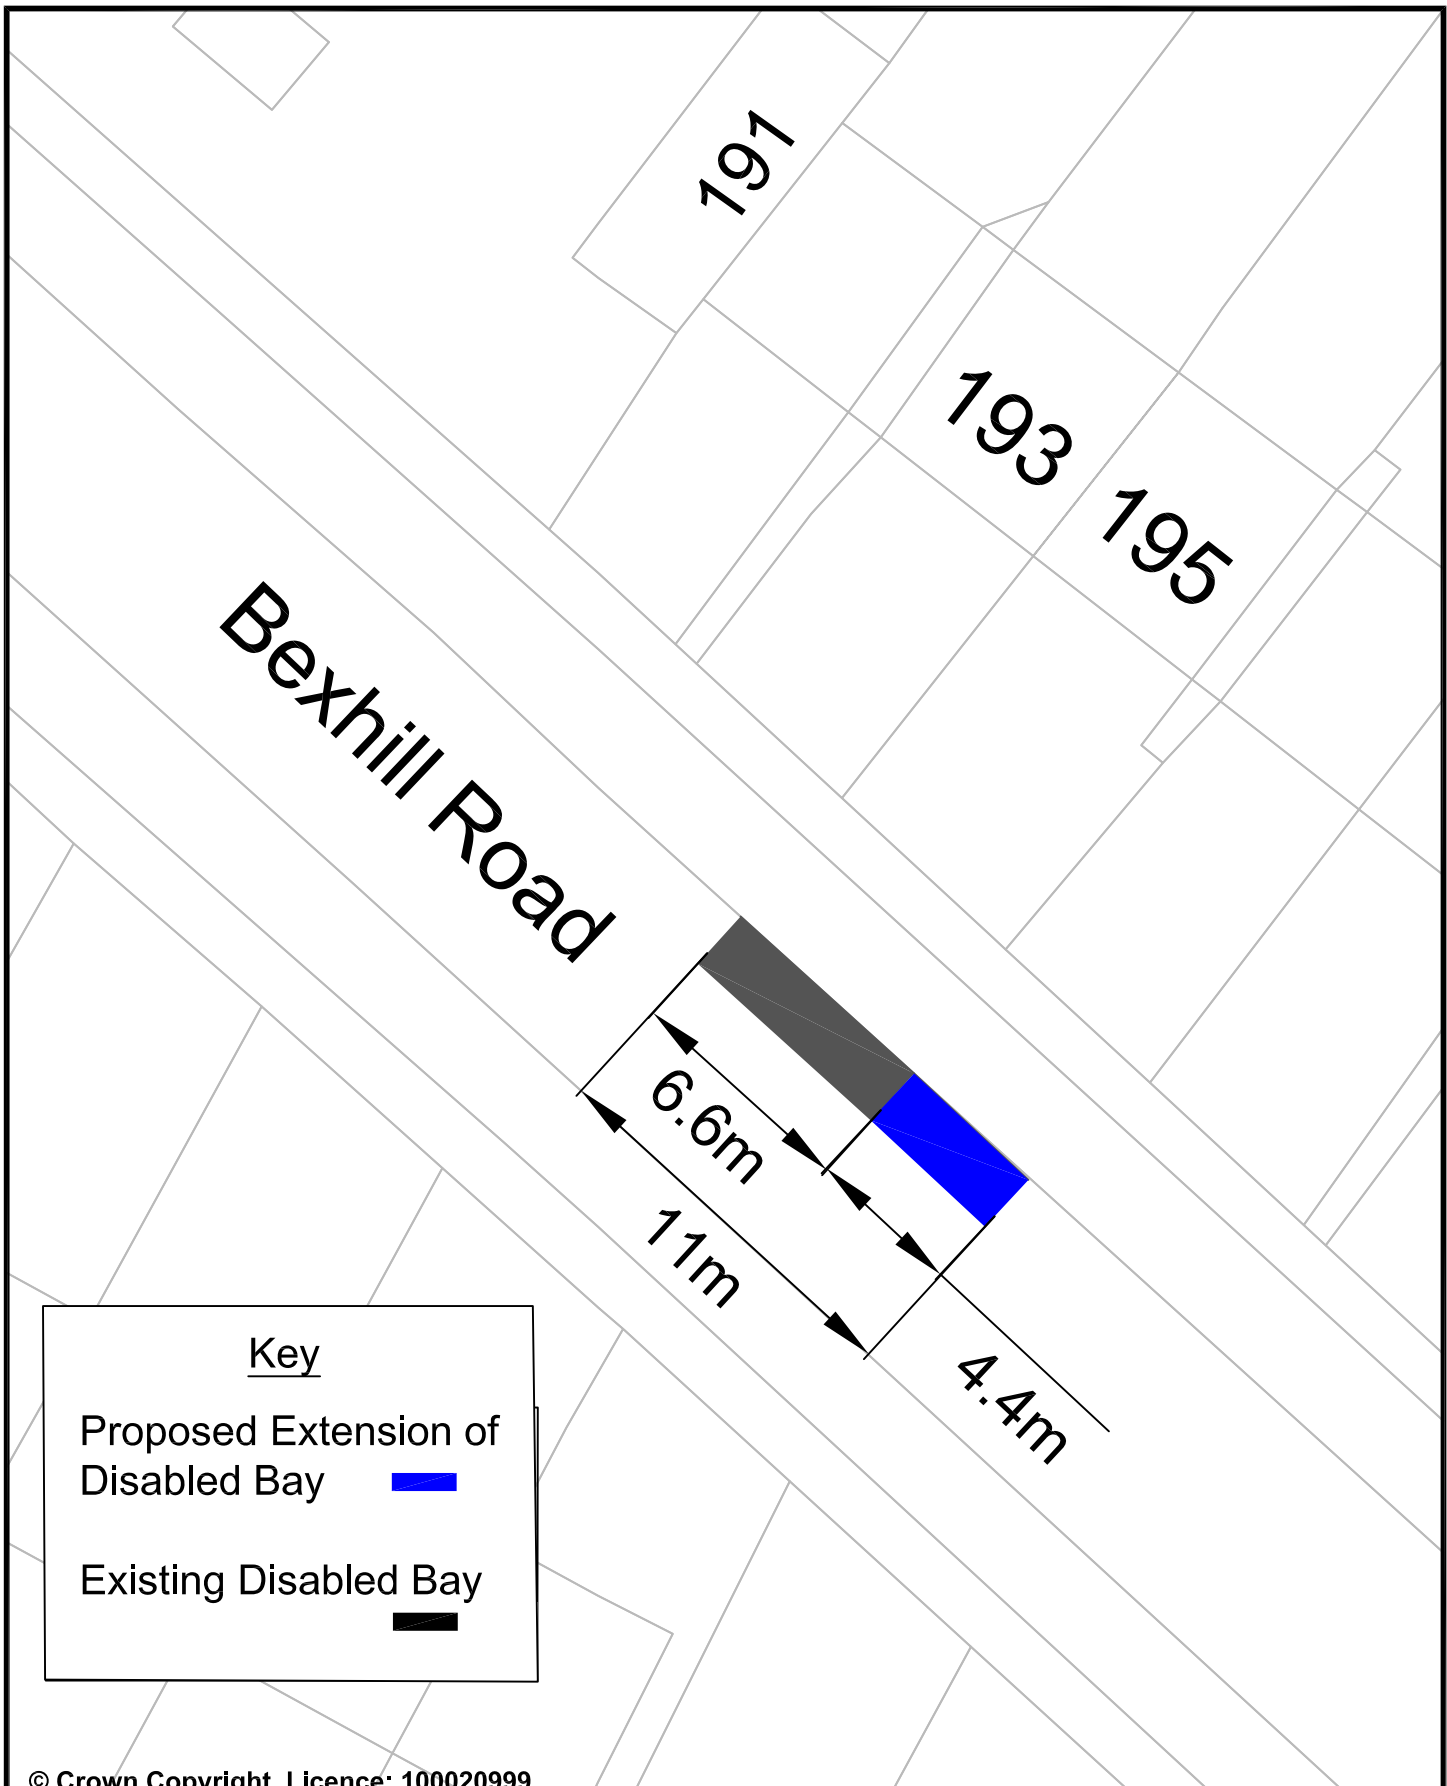 191
193
195
Bexhill Road
6.6m
11m
4.4m
Key
Proposed Extension of
Disabled Bay
Existing Disabled Bay
© Crown Copyright. Licence: 100020999